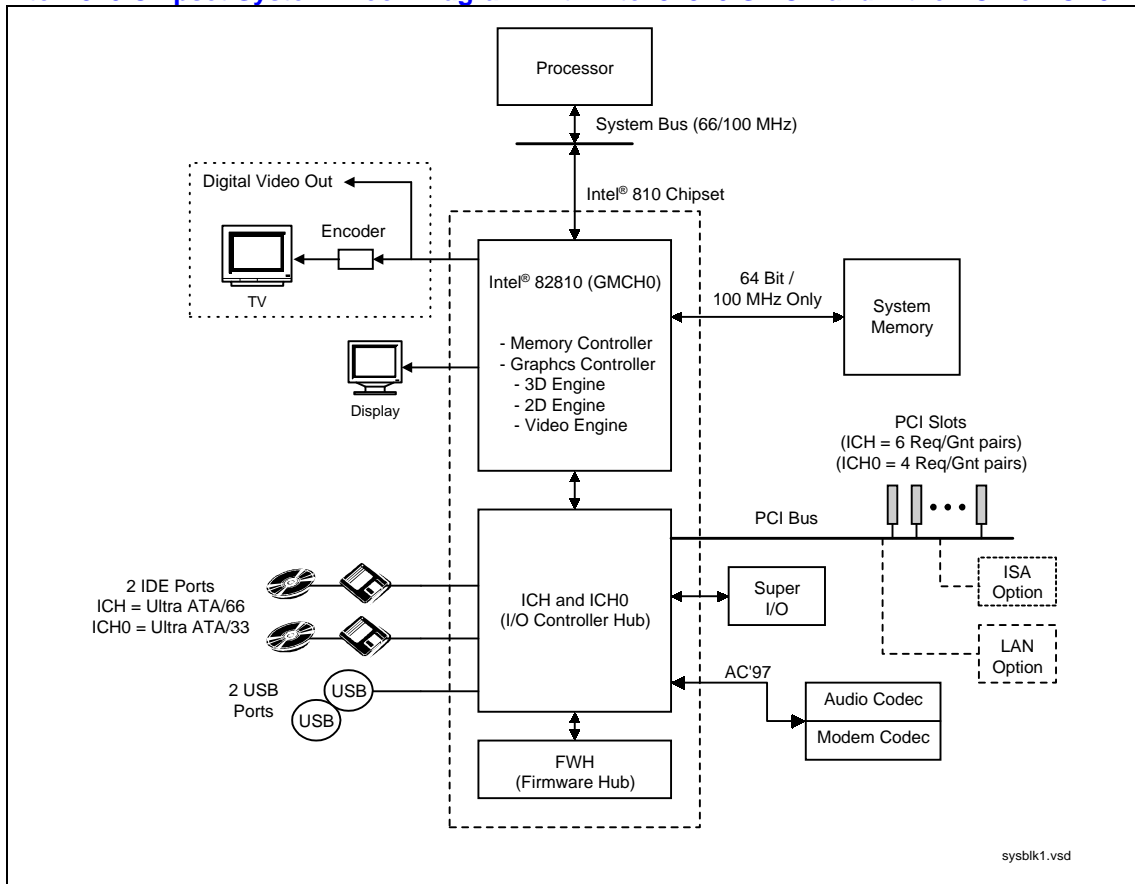 Processor
System Bus (66/100 MHz)
Intel® 810 Chipset
Digital Video Out
Encoder
TV
Display
Intel® 82810 (GMCH0)
- Memory Controller
- Graphcs Controller
- 3D Engine
- 2D Engine
- Video Engine
64 Bit /
100 MHz Only
System
Memory
PCI Slots
(ICH = 6 Req/Gnt pairs)
(ICH0 = 4 Req/Gnt pairs)
PCI Bus
ISA
Option
LAN
Option
2 IDE Ports
ICH = Ultra ATA/66
ICH0 = Ultra ATA/33
ICH and ICH0
(I/O Controller Hub)
Super
I/O
AC'97
Audio Codec
Modem Codec
2 USB
Ports
USB
USB
FWH
(Firmware Hub)
sysblk1.vsd